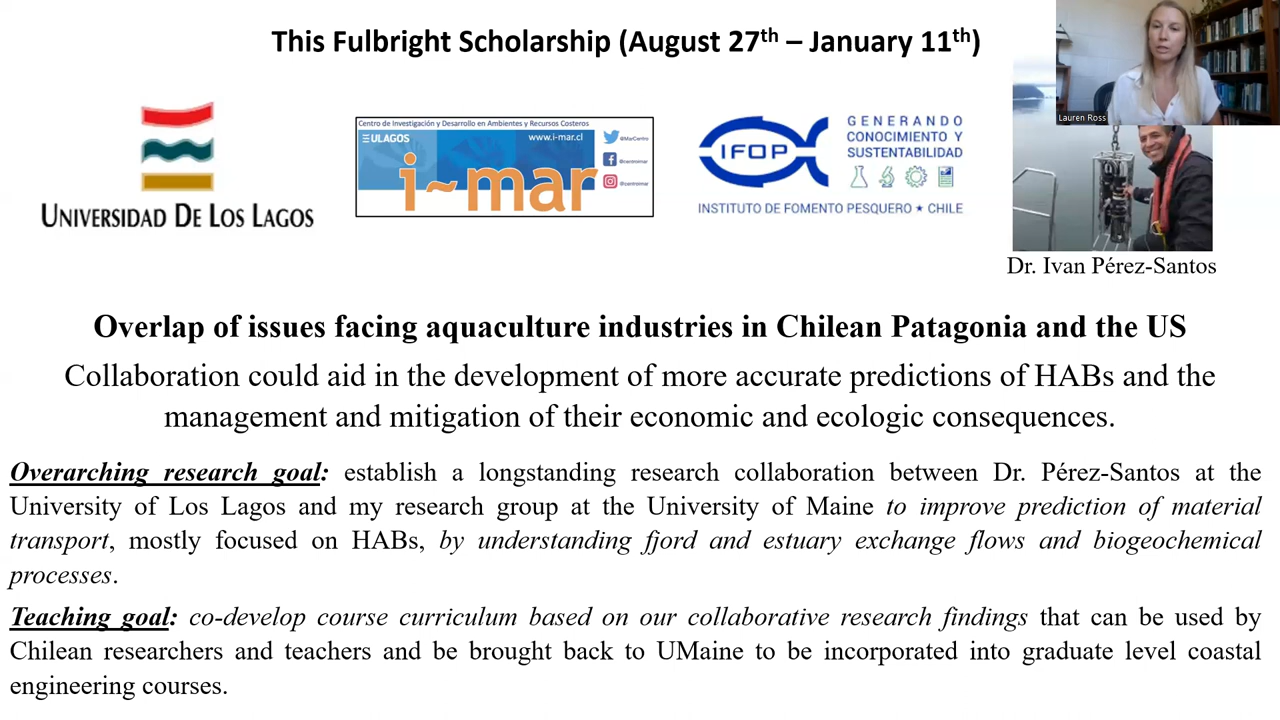 This Fulbright Scholarship (August 27th – January 11th)
Lauren Ross
UNIVERSIDAD DE LOS LAGOS
Centro de Investigación y Desarrollo en Ambientes y Recursos Costeros
ULAGOS
www.i-mar.cl
i~mar
@MarCentro
@centroimar
@centroimar
IFOP
GENERANDO
CONOCIMIENTO Y
SUSTENTABILIDAD
INSTITUTO DE FOMENTO PESQUERO ★ CHILE
Dr. Ivan Pérez-Santos
Overlap of issues facing aquaculture industries in Chilean Patagonia and the US
Collaboration could aid in the development of more accurate predictions of HABs and the
management and mitigation of their economic and ecologic consequences.
Overarching research goal: establish a longstanding research collaboration between Dr. Pérez-Santos at the
University of Los Lagos and my research group at the University of Maine to improve prediction of material
transport, mostly focused on HABs, by understanding fjord and estuary exchange flows and biogeochemical
processes.
Teaching goal: co-develop course curriculum based on our collaborative research findings that can be used by
Chilean researchers and teachers and be brought back to UMaine to be incorporated into graduate level coastal
engineering courses.